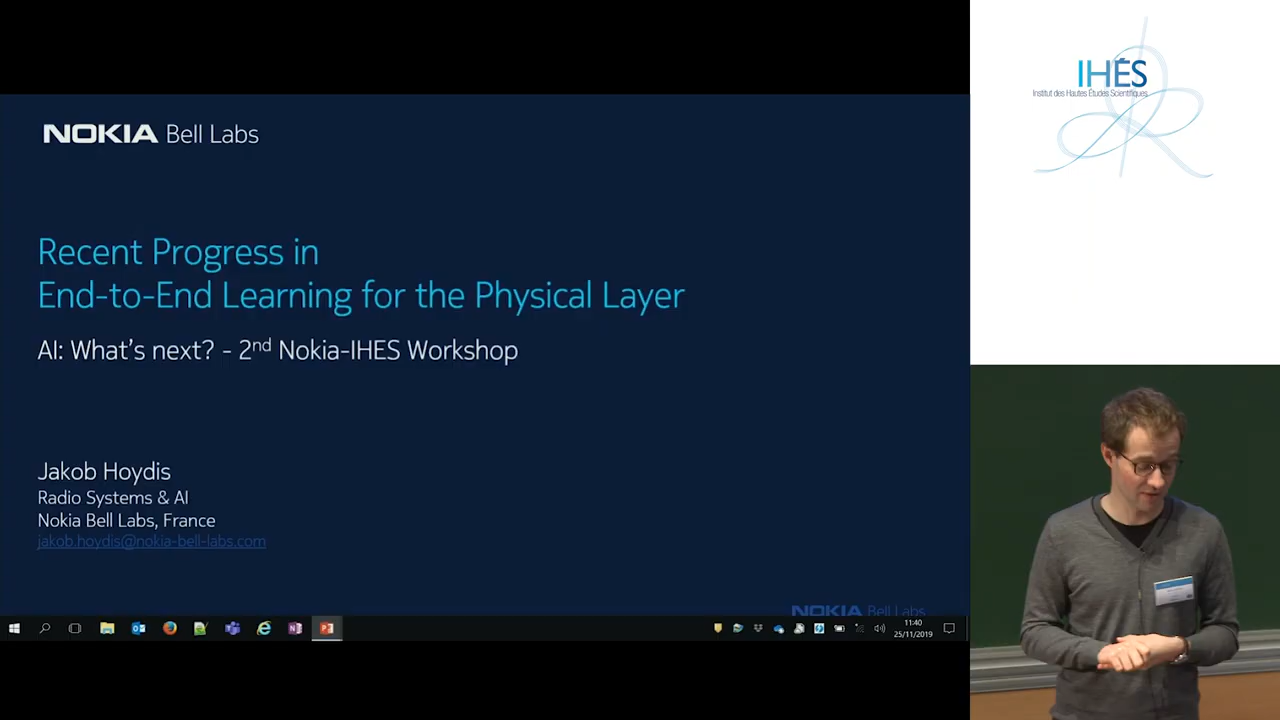 NOKIA Bell Labs
Recent Progress in
End-to-End Learning for the Physical Layer
AI: What's next? - 2nd Nokia-IHES Workshop
Jakob Hoydis
Radio Systems & AI
Nokia Bell Labs, France
jakob.hoydis@nokia-bell-labs.com
NOKIA Bell Labs
11:40
25/11/2019
IHÉS
Institut des Hautes Études Scientifiques